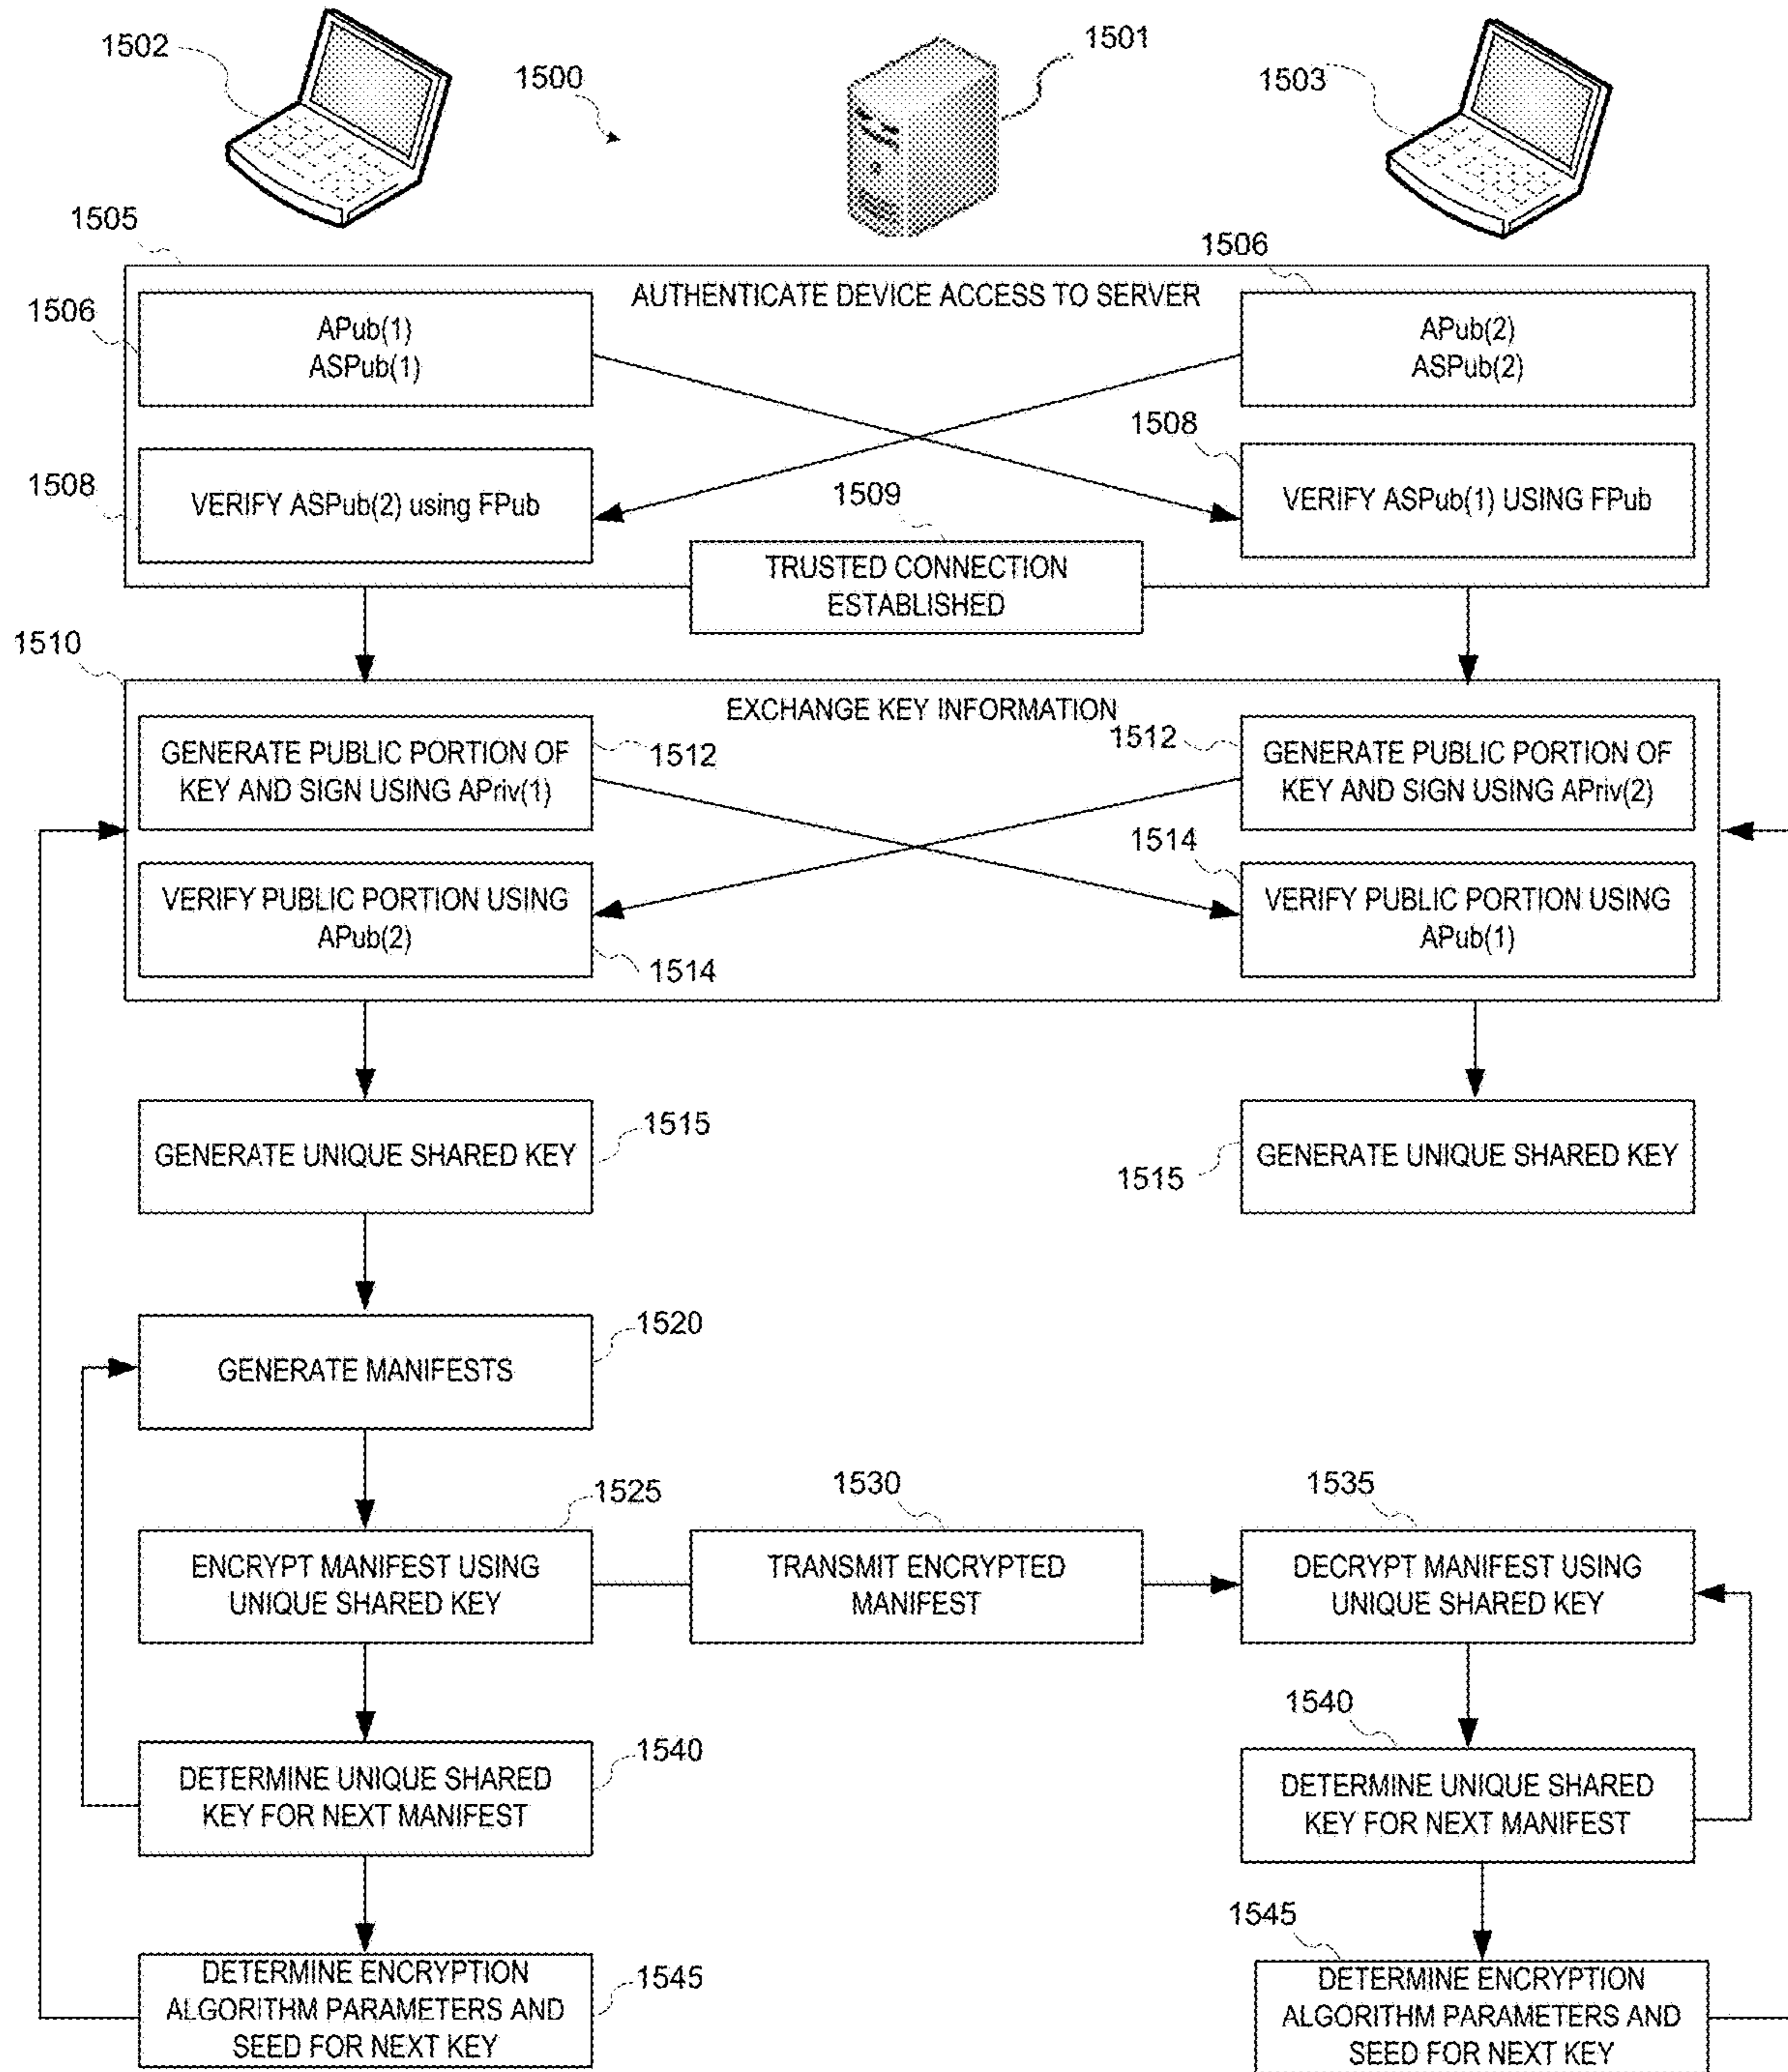 1502
1500
1501
1503
1505
1506
AUTHENTICATE DEVICE ACCESS TO SERVER
1506
APub(1)
ASPub(1)
APub(2)
ASPub(2)
1508
1508
VERIFY ASPub(2) using FPub
1509
VERIFY ASPub(1) USING FPub
TRUSTED CONNECTION
ESTABLISHED
1510
EXCHANGE KEY INFORMATION
GENERATE PUBLIC PORTION OF
KEY AND SIGN USING APriv(1)
1512
1512
GENERATE PUBLIC PORTION OF
KEY AND SIGN USING APriv(2)
1514
VERIFY PUBLIC PORTION USING
APub(2)
1514
VERIFY PUBLIC PORTION USING
APub(1)
GENERATE UNIQUE SHARED KEY
1515
1515
GENERATE UNIQUE SHARED KEY
1520
GENERATE MANIFESTS
1525
1530
1535
ENCRYPT MANIFEST USING
UNIQUE SHARED KEY
TRANSMIT ENCRYPTED
MANIFEST
DECRYPT MANIFEST USING
UNIQUE SHARED KEY
1540
DETERMINE UNIQUE SHARED
KEY FOR NEXT MANIFEST
1540
DETERMINE UNIQUE SHARED
KEY FOR NEXT MANIFEST
DETERMINE ENCRYPTION
ALGORITHM PARAMETERS AND
SEED FOR NEXT KEY
1545
1545
DETERMINE ENCRYPTION
ALGORITHM PARAMETERS AND
SEED FOR NEXT KEY